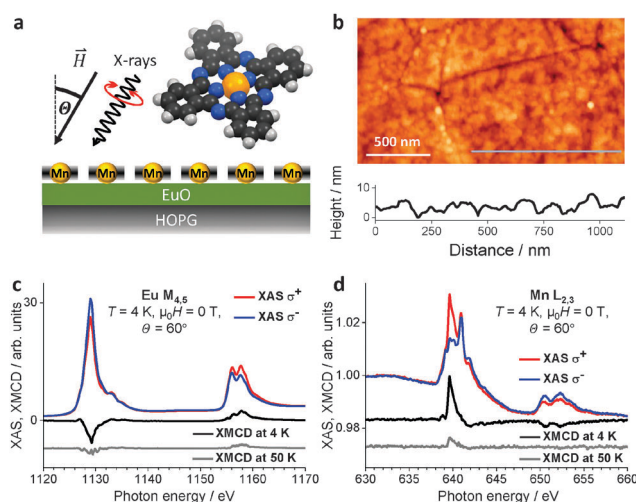 a
H
X-rays
Θ
Mn Mn Mn Mn Mn Mn
EuO
HOPG
b
500 nm
Height / nm
10
5
0
0 250 500 750 1000
Distance / nm
c
Eu M4,5
T = 4 K, μ0H = 0 T,
Θ = 60°
XAS σ+
XAS σ-
XAS, XMCD / arb. units
30
0
XMCD at 4 K
XMCD at 50 K
1120 1130 1140 1150 1160 1170
Photon energy / eV
d
Mn L2,3
T = 4 K, μ0H = 0 T,
Θ = 60°
XAS σ+
XAS σ-
XAS, XMCD / arb. units
1.02
1.00
0.98
XMCD at 4 K
XMCD at 50 K
630 640 650 660
Photon energy / eV